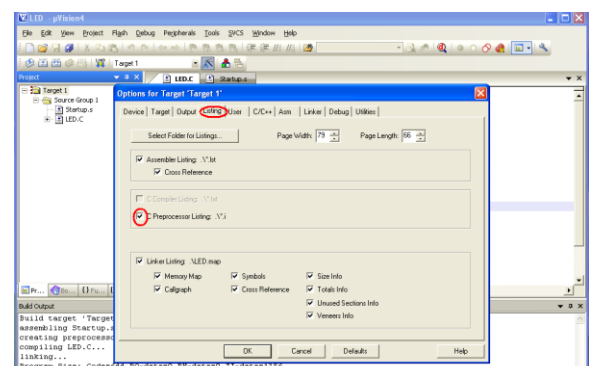 LED - µVision4
File Edit View Project Flash Debug Peripherals Tools SVCS Window Help
Target 1
Project
LED.C Startup.s
Target 1
Source Group 1
Startup.s
LED.C
Options for Target 'Target 1'
Device Target Output Listing User C/C++ Asm Linker Debug Utilities
Select Folder for Listings... Page Width: 79 Page Length: 66
Assembler Listing: .\*.lst
Cross Reference
C Compiler Listing: .\*.txt
C Preprocessor Listing: .\*.i
Linker Listing: .\LED.map
Memory Map Symbols Size Info
Callgraph Cross Reference Totals Info
Unused Sections Info
Veneers Info
OK Cancel Defaults Help
Pr... Bo... {} Fu...
Build Output
Build target 'Target
assembling Startup.s
creating preprocesso
compiling LED.C...
linking...